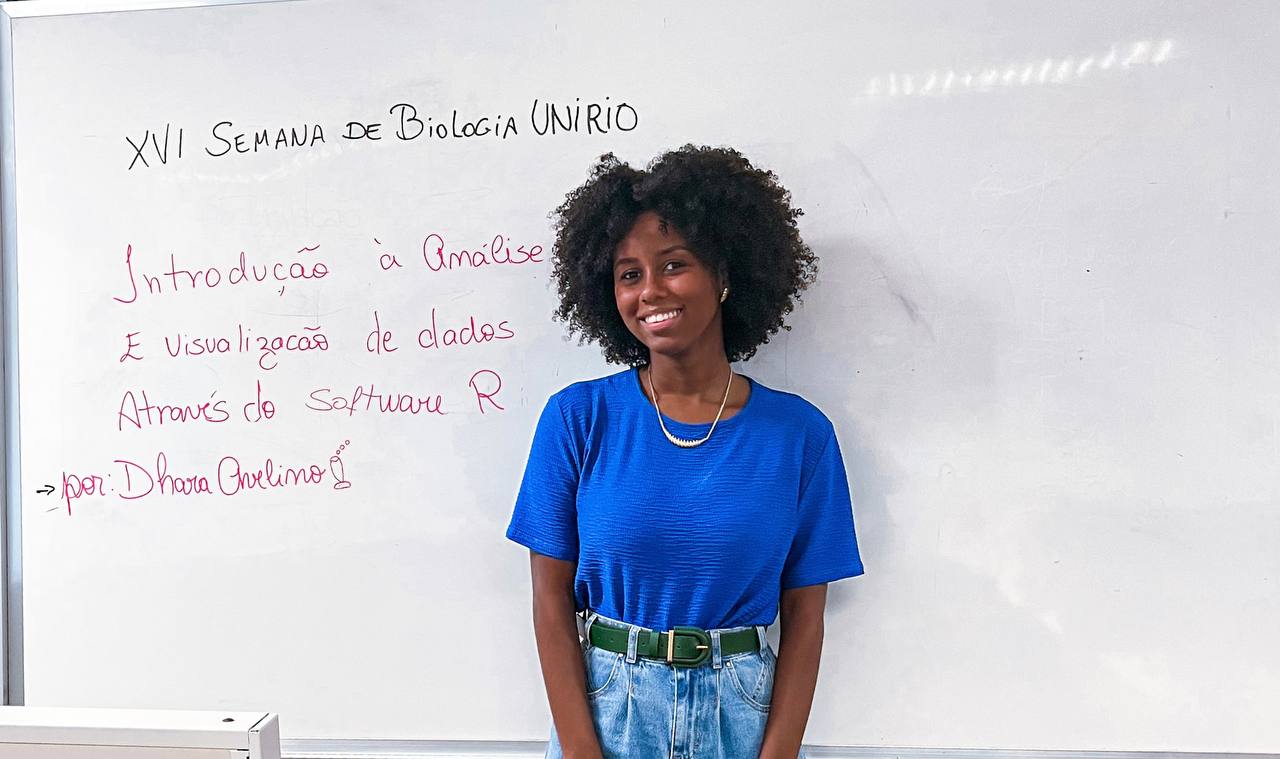 XVI SEMANA DE BIOLOGIA UNIRIO
Introdução à Análise
E visualização de dados
Através do Software R
→ por: Dhara Avelino